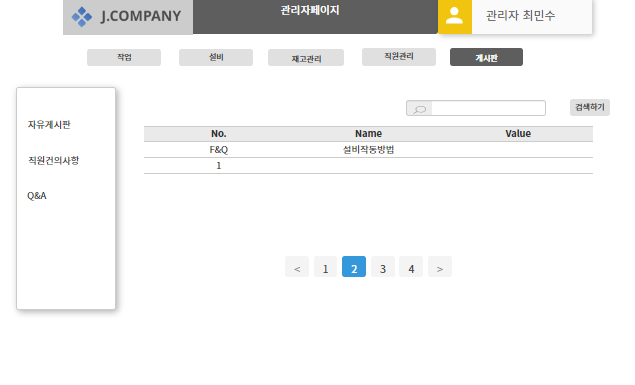 J.COMPANY
관리자페이지
관리자 최민수
작업
설비
재고관리
직원관리
게시판
검색하기
자유게시판
직원건의사항
Q&A
No. Name Value
F&Q 설비작동방법
1
< 1 2 3 4 >